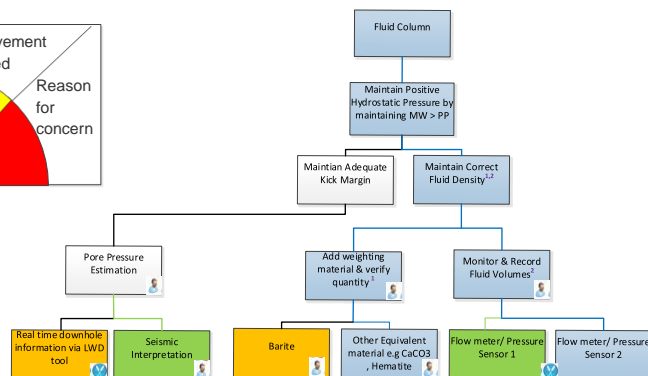 vement
ed
Reason
for
concern
Fluid Column
Maintain Positive
Hydrostatic Pressure by
maintaining MW > PP
Maintian Adequate
Kick Margin
Maintain Correct
Fluid Density1,2
Pore Pressure
Estimation
Add weighting
material & verify
quantity 1
Monitor & Record
Fluid Volumes2
Real time downhole
information via LWD
tool
Seismic
Interpretation
Barite
Other Equivalent
material e.g CaCO3
, Hematite
Flow meter/ Pressure
Sensor 1
Flow meter/ Pressure
Sensor 2